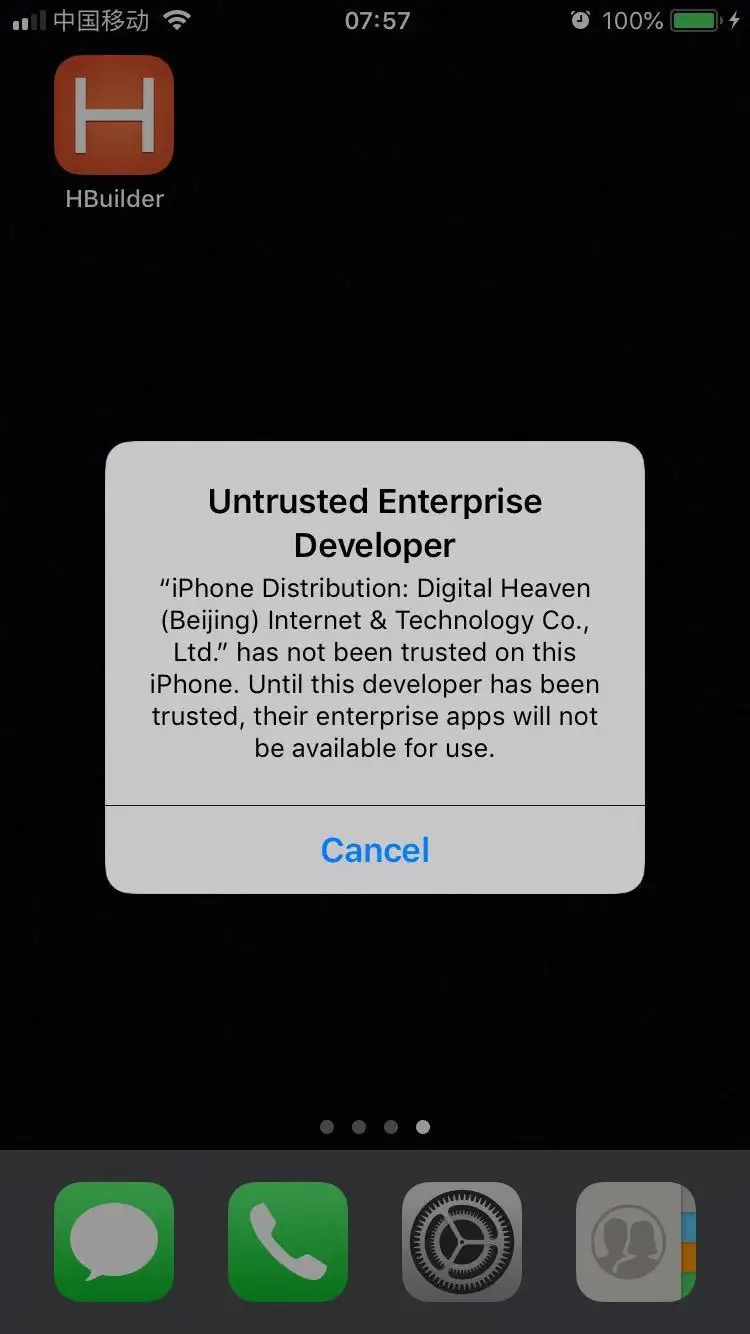 中国移动
07:57
100%
HBuilder
Untrusted Enterprise
Developer
“iPhone Distribution: Digital Heaven
(Beijing) Internet & Technology Co.,
Ltd.” has not been trusted on this
iPhone. Until this developer has been
trusted, their enterprise apps will not
be available for use.
Cancel